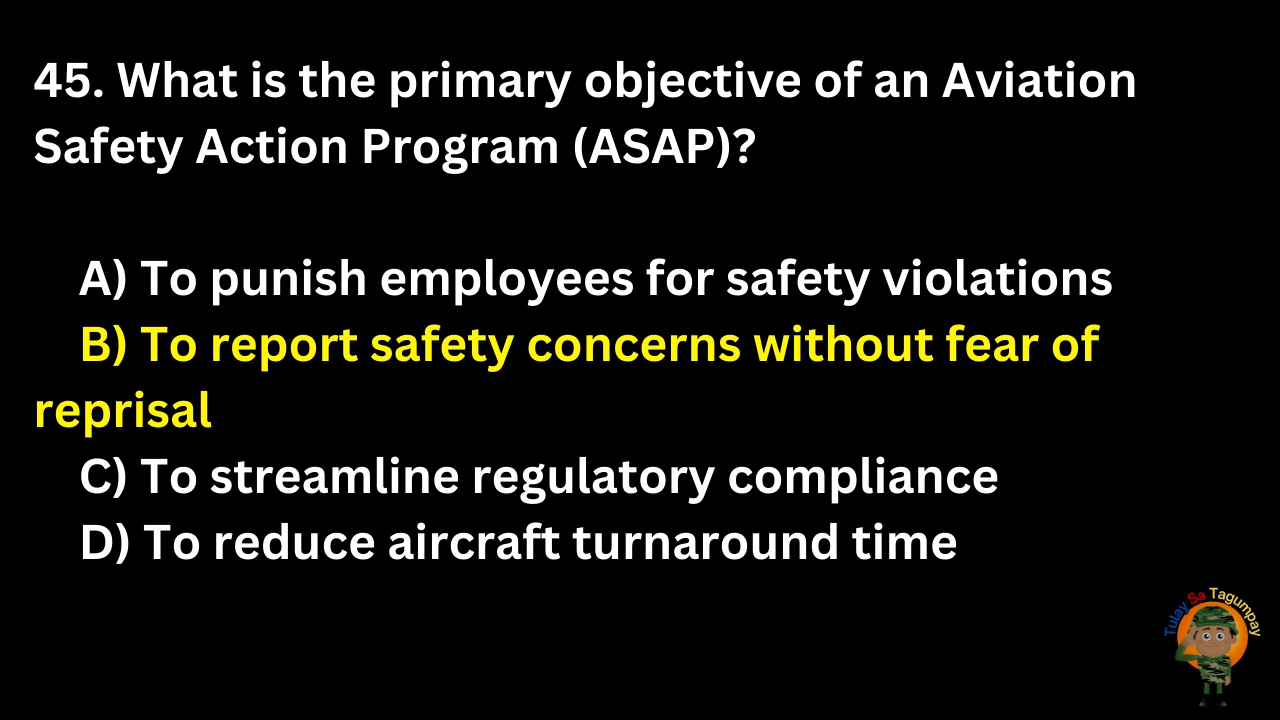 45. What is the primary objective of an Aviation
Safety Action Program (ASAP)?
A) To punish employees for safety violations
B) To report safety concerns without fear of
reprisal
C) To streamline regulatory compliance
D) To reduce aircraft turnaround time
Tulay Sa Tagumpay